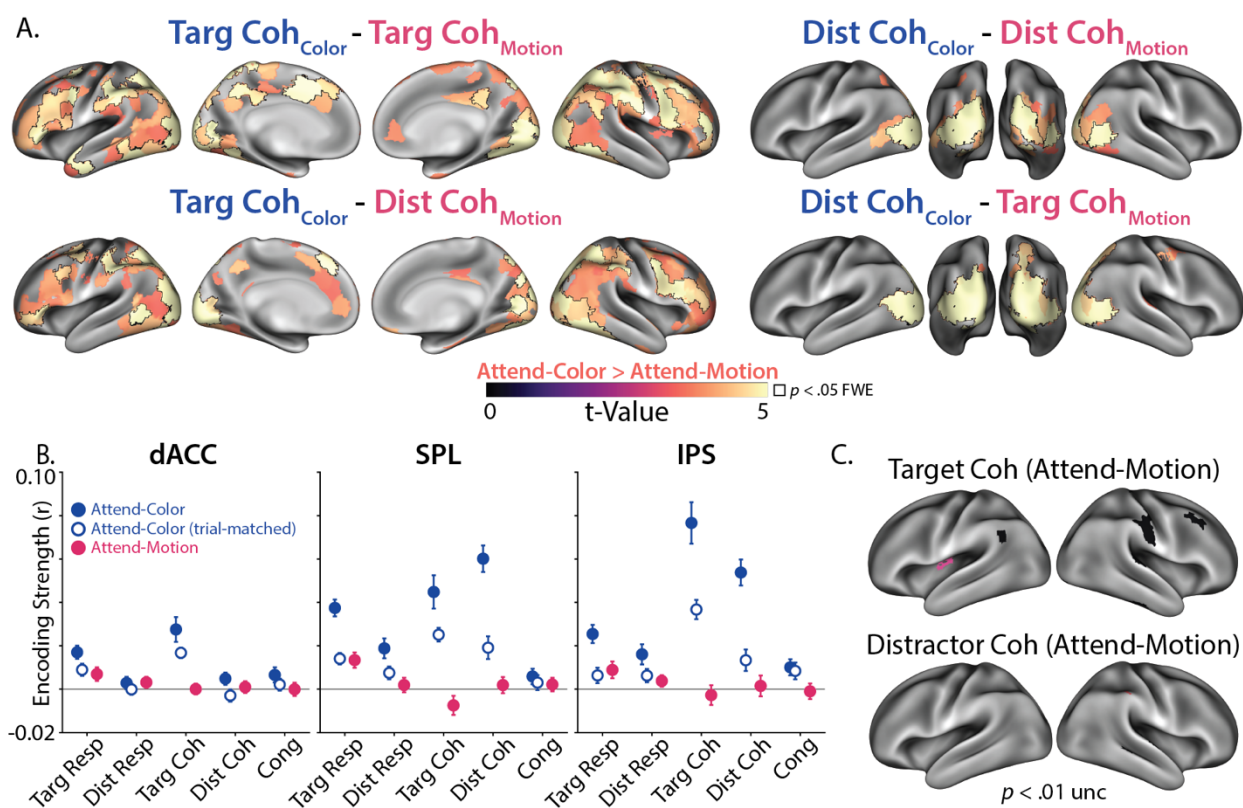 A.
Targ Coh Color - Targ Coh Motion
Dist Coh Color - Dist Coh Motion
Targ Coh Color - Dist Coh Motion
Dist Coh Color - Targ Coh Motion
Attend-Color > Attend-Motion
0 t-Value 5
p < .05 FWE
B.
dACC
SPL
IPS
0.10
Encoding Strength (r)
-0.02
Attend-Color
Attend-Color (trial-matched)
Attend-Motion
Targ Resp
Dist Resp
Targ Coh
Dist Coh
Cong
Targ Resp
Dist Resp
Targ Coh
Dist Coh
Cong
Targ Resp
Dist Resp
Targ Coh
Dist Coh
Cong
C.
Target Coh (Attend-Motion)
Distractor Coh (Attend-Motion)
p < .01 unc